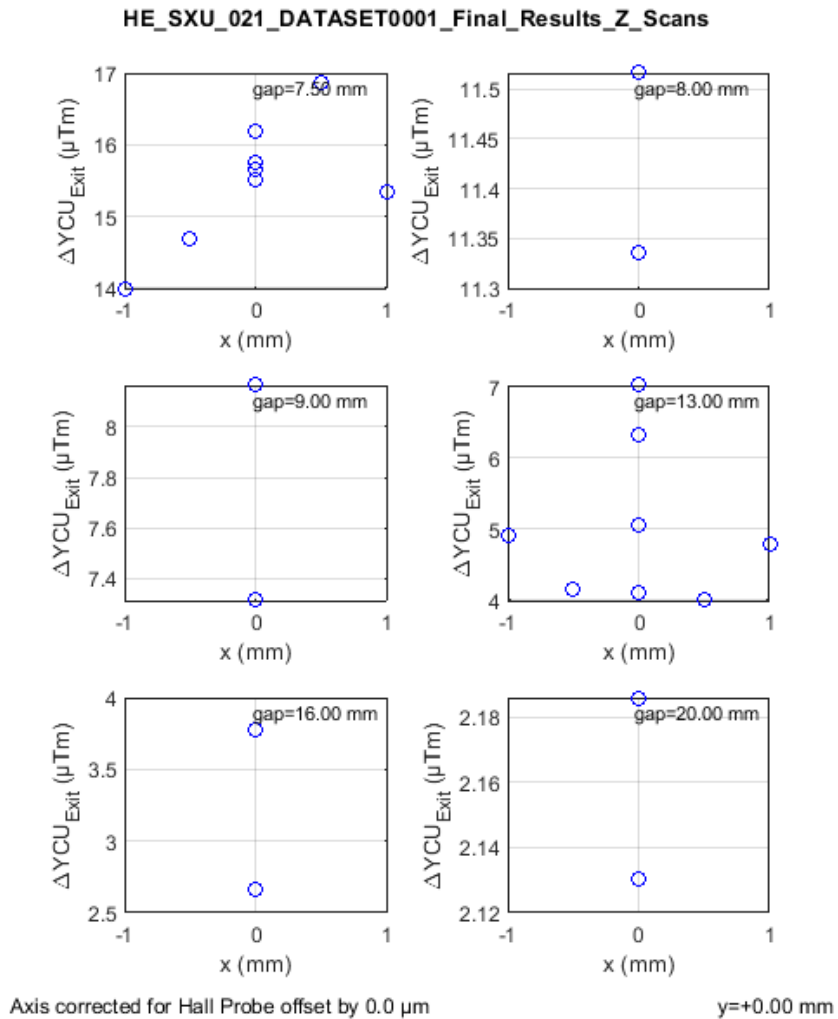 HE_SXU_021_DATASET0001_Final_Results_Z_Scans
gap=7.50 mm
17
16
15
14
-1
0
1
ΔYCU_Exit (μTm)
x (mm)
gap=8.00 mm
11.5
11.45
11.4
11.35
11.3
-1
0
1
ΔYCU_Exit (μTm)
x (mm)
gap=9.00 mm
8
7.8
7.6
7.4
-1
0
1
ΔYCU_Exit (μTm)
x (mm)
gap=13.00 mm
7
6
5
4
-1
0
1
ΔYCU_Exit (μTm)
x (mm)
gap=16.00 mm
4
3.5
3
2.5
-1
0
1
ΔYCU_Exit (μTm)
x (mm)
gap=20.00 mm
2.18
2.16
2.14
2.12
-1
0
1
ΔYCU_Exit (μTm)
x (mm)
Axis corrected for Hall Probe offset by 0.0 μm
y=+0.00 mm